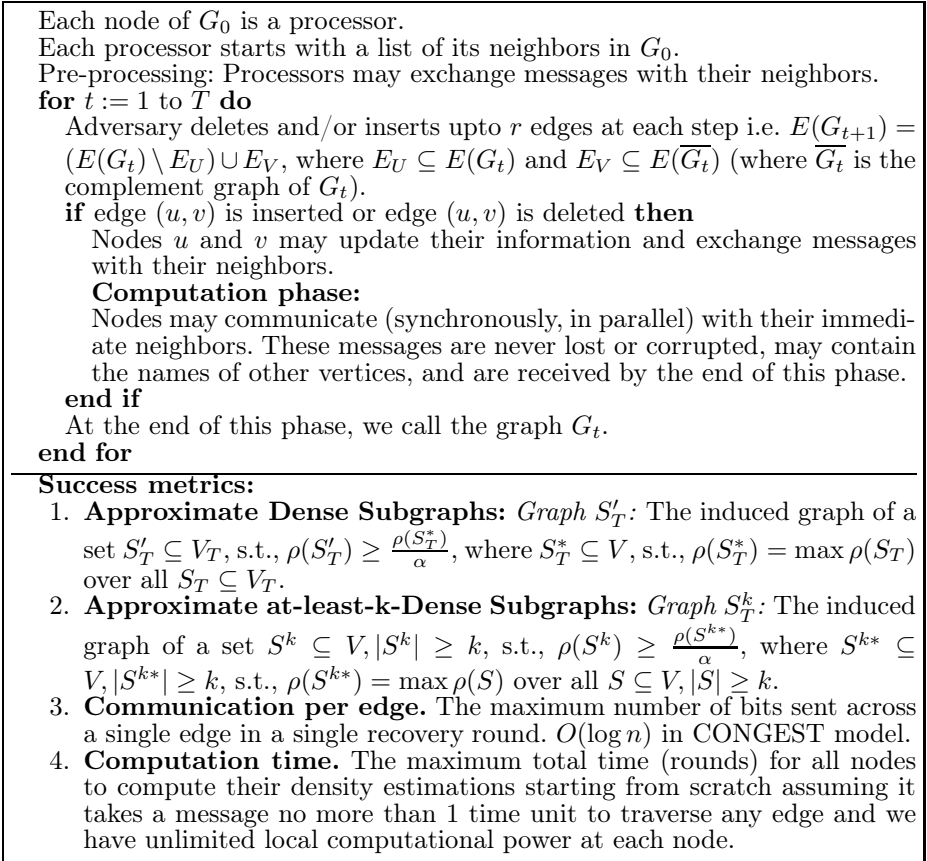 Each node of G₀ is a processor.
Each processor starts with a list of its neighbors in G₀.
Pre-processing: Processors may exchange messages with their neighbors.
for t := 1 to T do
Adversary deletes and/or inserts upto r edges at each step i.e. E(Gₜ₊₁) =
(E(Gₜ) \ E_U) ∪ E_V, where E_U ⊆ E(Gₜ) and E_V ⊆ E(\overline{Gₜ}) (where \overline{Gₜ} is the
complement graph of Gₜ).
if edge (u, v) is inserted or edge (u, v) is deleted then
Nodes u and v may update their information and exchange messages
with their neighbors.
Computation phase:
Nodes may communicate (synchronously, in parallel) with their immedi-
ate neighbors. These messages are never lost or corrupted, may contain
the names of other vertices, and are received by the end of this phase.
end if
At the end of this phase, we call the graph Gₜ.
end for
Success metrics:
1. Approximate Dense Subgraphs: Graph S′_T: The induced graph of a
set S′_T ⊆ V_T, s.t., ρ(S′_T) ≥ \frac{ρ(S*_T)}{α}, where S*_T ⊆ V, s.t., ρ(S*_T) = max ρ(S_T)
over all S_T ⊆ V_T.
2. Approximate at-least-k-Dense Subgraphs: Graph S^k_T: The induced
graph of a set S^k ⊆ V, |S^k| ≥ k, s.t., ρ(S^k) ≥ \frac{ρ(S^{k*})}{α}, where S^{k*} ⊆
V, |S^{k*}| ≥ k, s.t., ρ(S^{k*}) = max ρ(S) over all S ⊆ V, |S| ≥ k.
3. Communication per edge. The maximum number of bits sent across
a single edge in a single recovery round. O(log n) in CONGEST model.
4. Computation time. The maximum total time (rounds) for all nodes
to compute their density estimations starting from scratch assuming it
takes a message no more than 1 time unit to traverse any edge and we
have unlimited local computational power at each node.